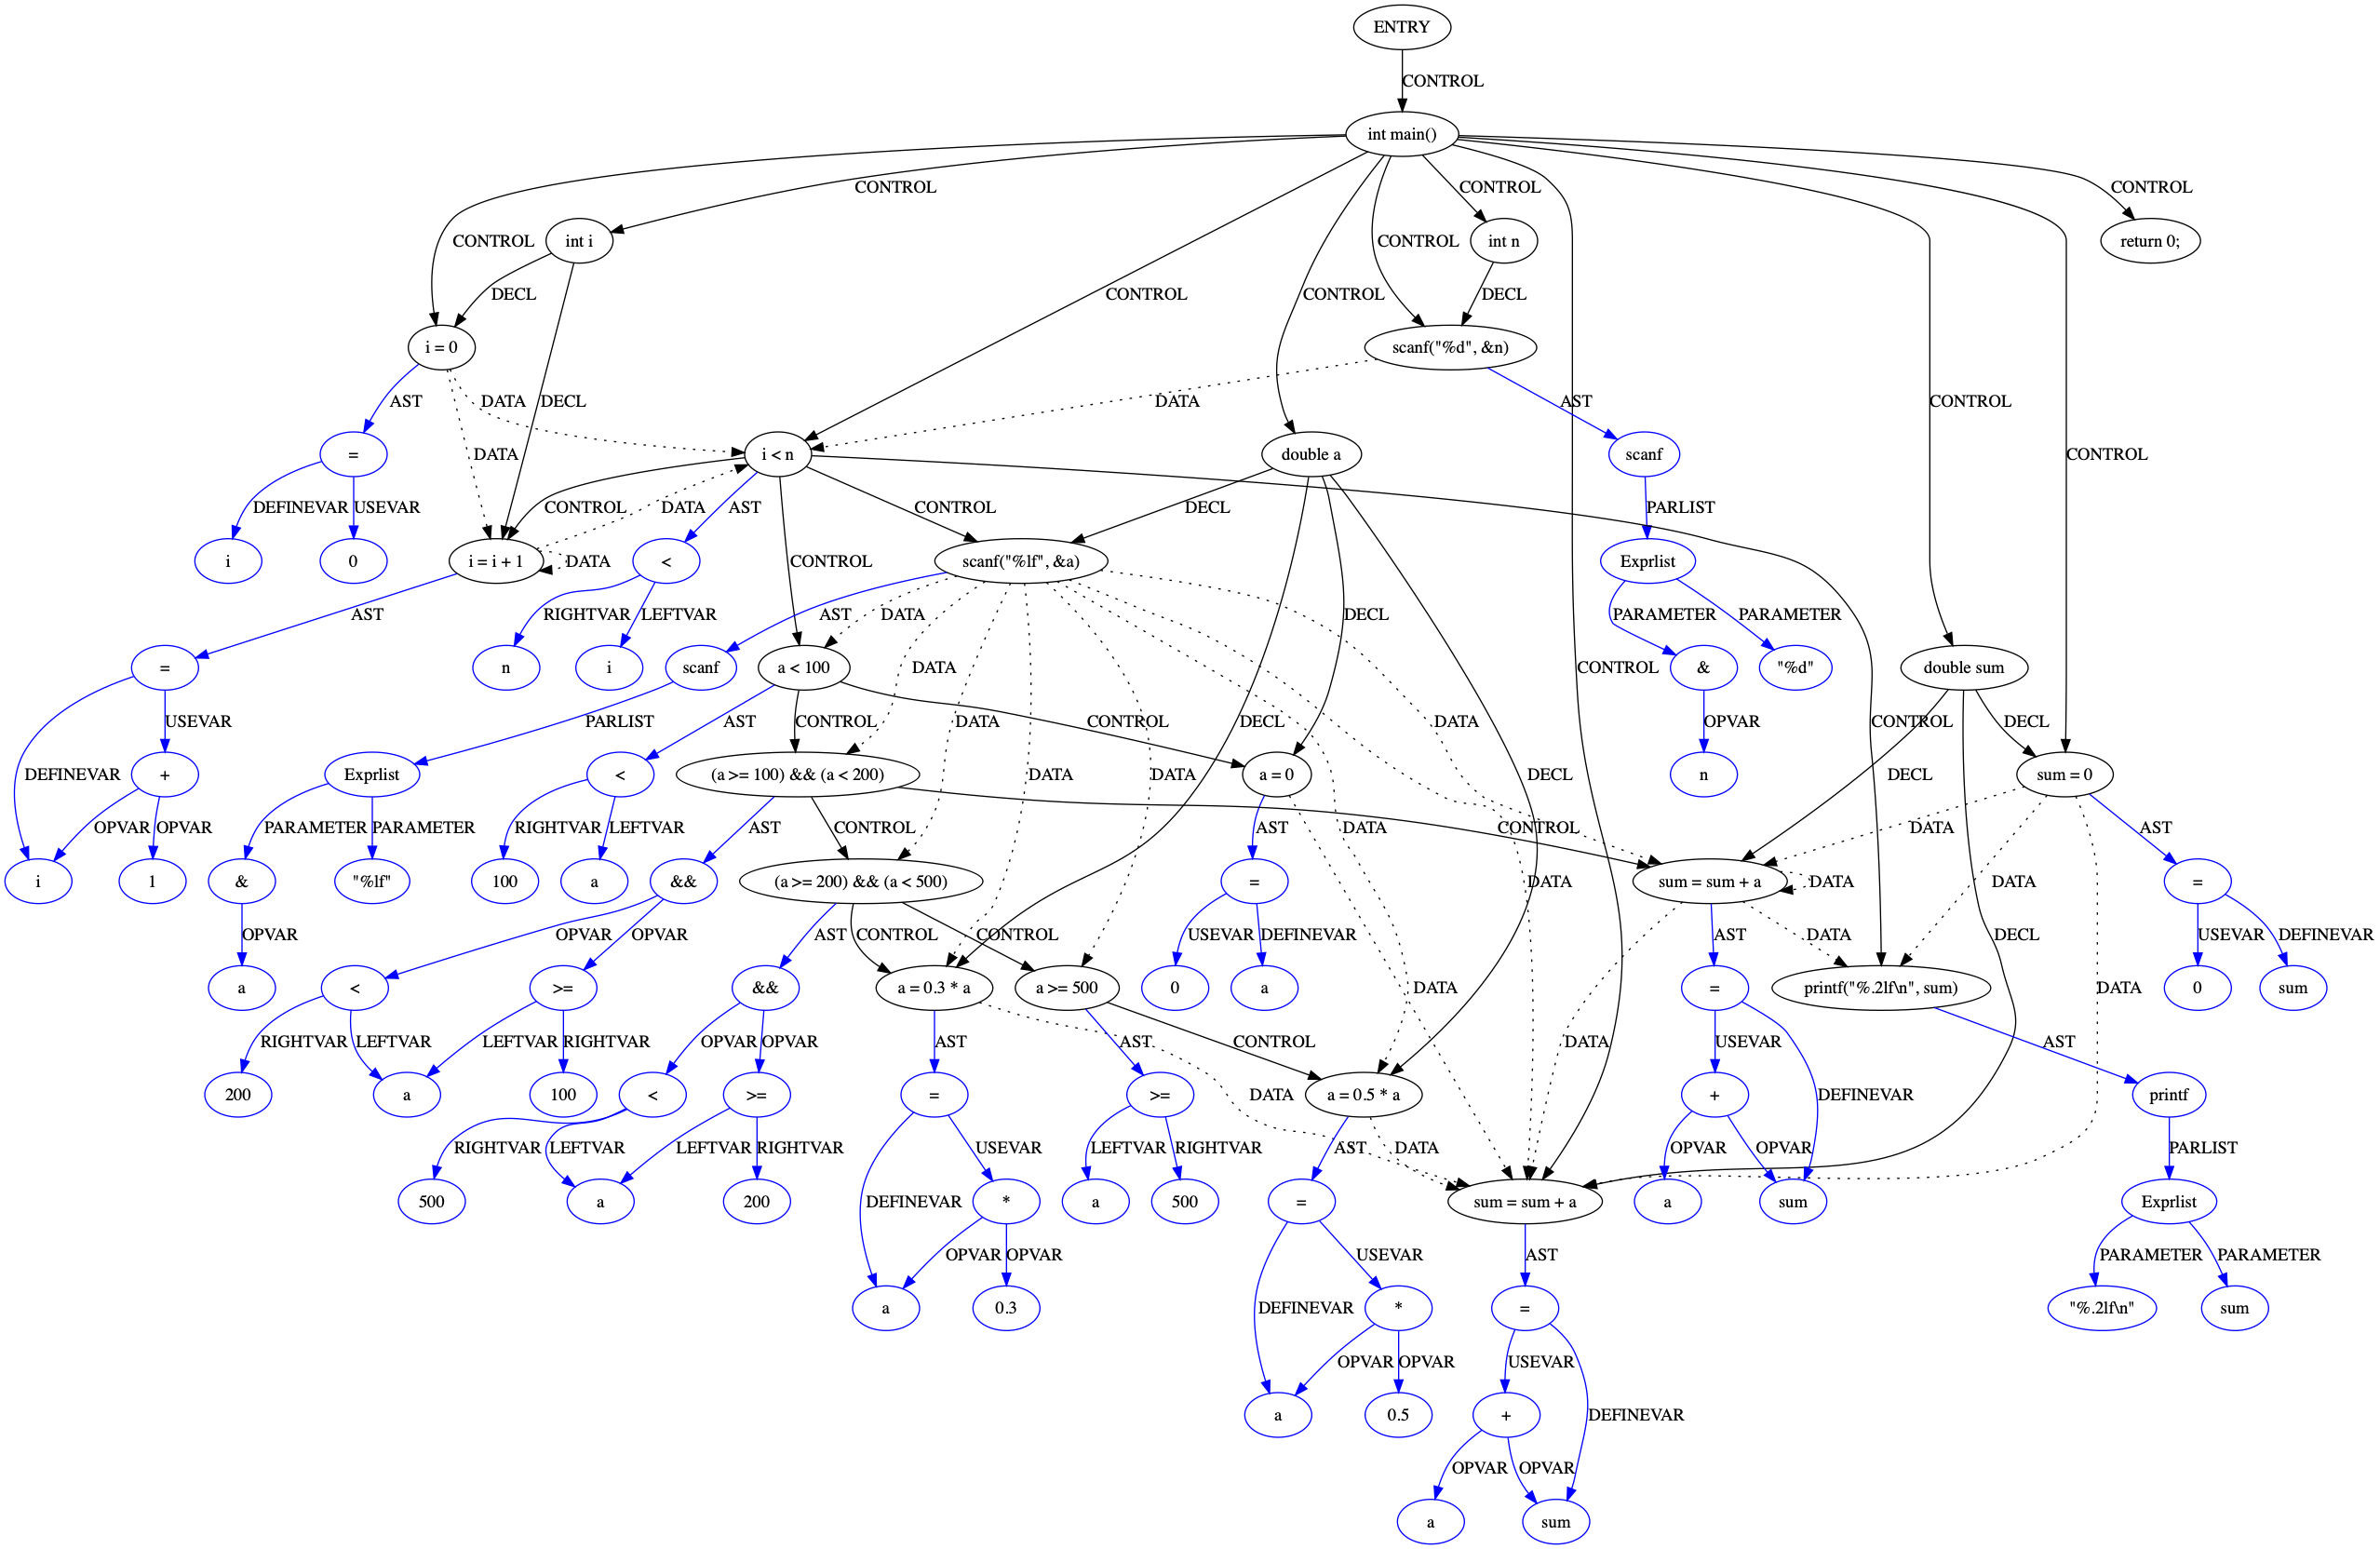 ENTRY
CONTROL
int main()
CONTROL
CONTROL
CONTROL
CONTROL
int i
CONTROL
CONTROL
int n
return 0;
DECL
CONTROL
CONTROL
DECL
i = 0
scanf("%d", &n)
AST
DATA
DECL
DATA
AST
CONTROL
=
DATA
i < n
double a
scanf
CONTROL
DEFINEVAR
USEVAR
CONTROL
DATA
AST
CONTROL
DECL
PARLIST
i
0
i = i + 1
DATA
<
scanf("%lf", &a)
Exprlist
CONTROL
AST
RIGHTVAR
LEFTVAR
AST
DATA
DECL
PARAMETER
PARAMETER
=
n
i
scanf
a < 100
DATA
CONTROL
&
"%d"
double sum
USEVAR
PARLIST
AST
CONTROL
DATA
CONTROL
DECL
DATA
OPVAR
CONTROL
DECL
DEFINEVAR
+
Exprlist
<
(a >= 100) && (a < 200)
a = 0
DATA
DATA
DECL
n
DECL
sum = 0
OPVAR
OPVAR
PARAMETER
PARAMETER
RIGHTVAR
LEFTVAR
AST
CONTROL
AST
DATA
CONTROL
DATA
AST
i
1
&
"%lf"
100
a
&&
(a >= 200) && (a < 500)
=
DATA
sum = sum + a
DATA
DATA
=
OPVAR
OPVAR
OPVAR
AST
CONTROL
CONTROL
USEVAR
DEFINEVAR
AST
DATA
DECL
USEVAR
DEFINEVAR
a
<
>=
&&
a = 0.3 * a
a >= 500
0
a
DATA
=
printf("%.2lf\n", sum)
DATA
0
sum
RIGHTVAR
LEFTVAR
LEFTVAR
RIGHTVAR
OPVAR
OPVAR
AST
AST
CONTROL
DATA
USEVAR
AST
200
a
100
<
>=
=
DATA
>=
a = 0.5 * a
+
DEFINEVAR
printf
RIGHTVAR
LEFTVAR
LEFTVAR
RIGHTVAR
USEVAR
LEFTVAR
RIGHTVAR
AST
DATA
OPVAR
OPVAR
PARLIST
500
a
200
DEFINEVAR
*
a
500
=
sum = sum + a
a
sum
Exprlist
OPVAR
OPVAR
USEVAR
AST
PARAMETER
PARAMETER
a
0.3
DEFINEVAR
*
=
"%.2lf\n"
sum
OPVAR
OPVAR
USEVAR
a
0.5
+
DEFINEVAR
OPVAR
OPVAR
a
sum